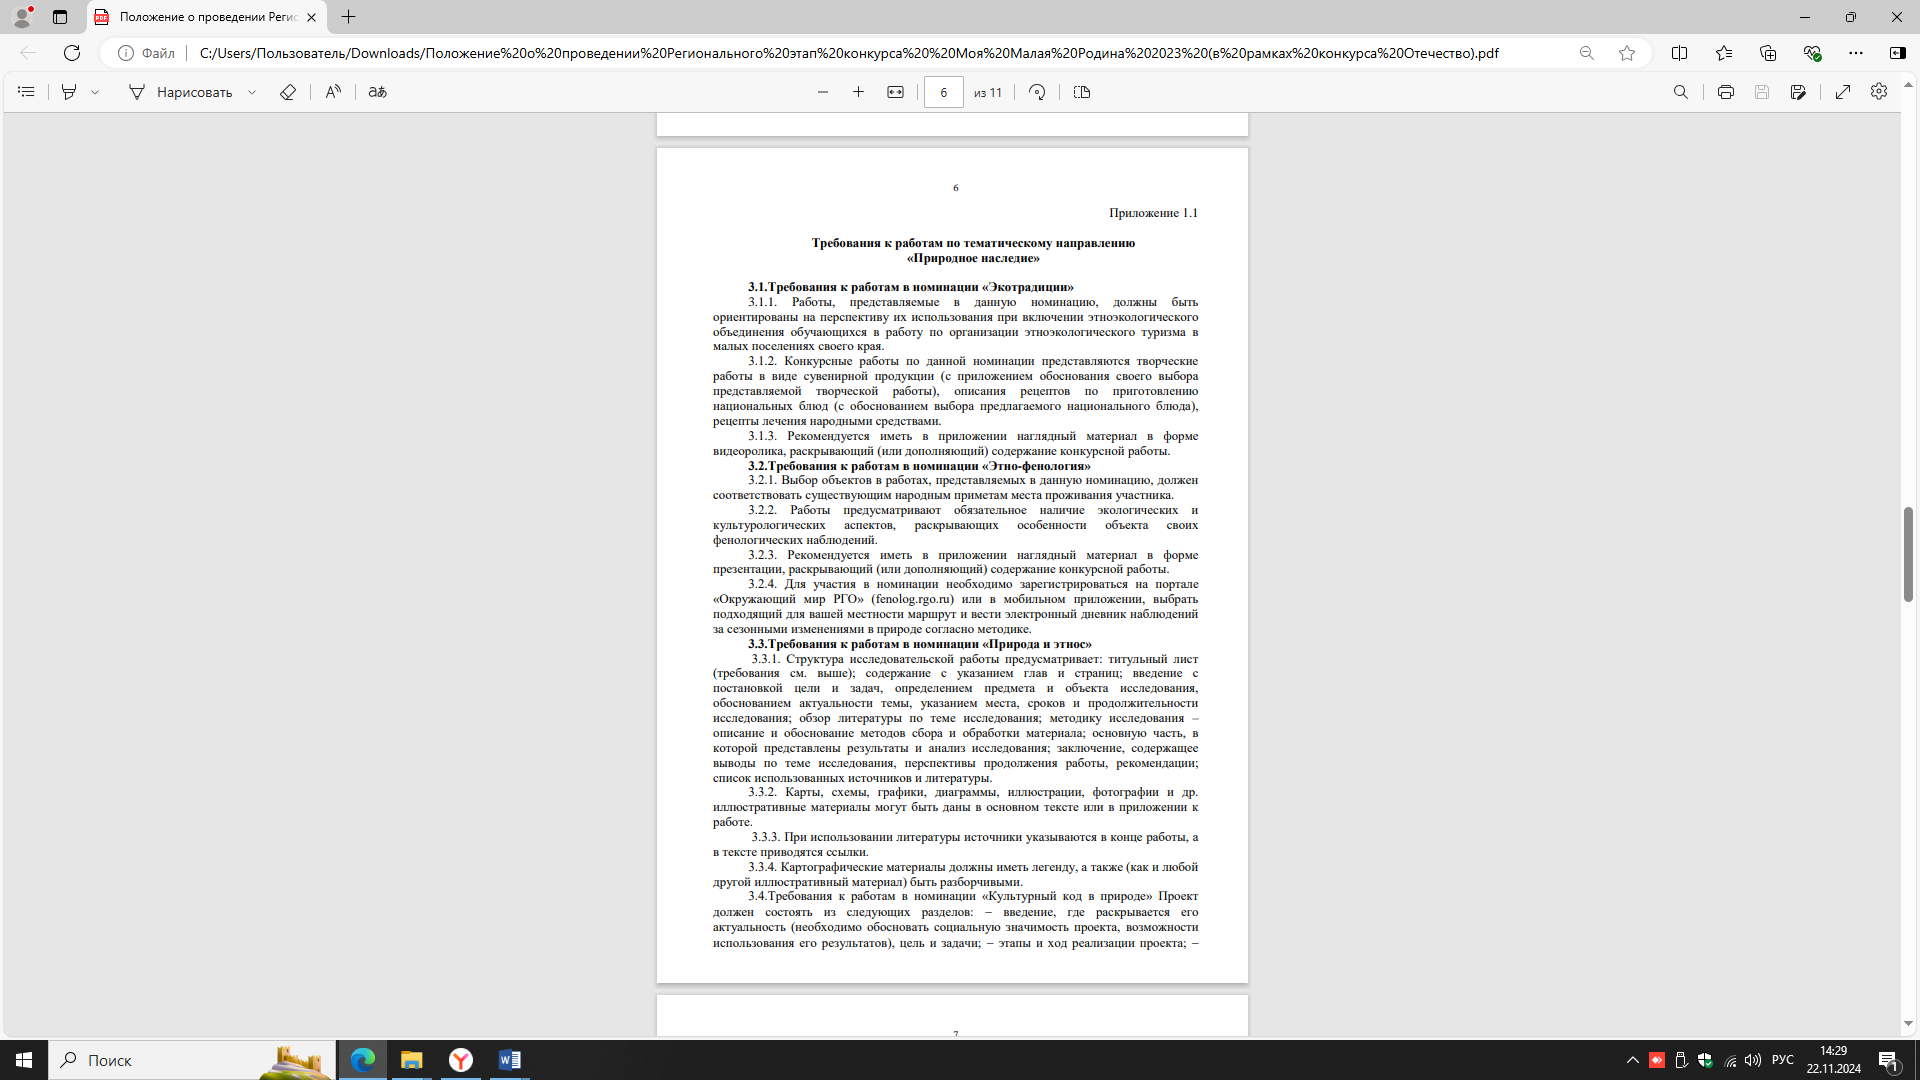 Положение о проведении Реги
Файл
C:/Users/Пользователь/Downloads/Положение%20о%20проведении%20Регионального%20этап%20конкурса%20%20Моя%20Малая%20Родина%202023%20(в%20рамках%20конкурса%20Отечество).pdf
Нарисовать
6 из 11
6
Приложение 1.1
Требования к работам по тематическому направлению
«Природное наследие»
3.1.Требования к работам в номинации «Экотрадиции»
3.1.1. Работы, представляемые в данную номинацию, должны быть
ориентированы на перспективу их использования при включении этноэкологического
объединения обучающихся в работу по организации этноэкологического туризма в
малых поселениях своего края.
3.1.2. Конкурсные работы по данной номинации представляются творческие
работы в виде сувенирной продукции (с приложением обоснования своего выбора
представляемой творческой работы), описания рецептов по приготовлению
национальных блюд (с обоснованием выбора предлагаемого национального блюда),
рецепты лечения народными средствами.
3.1.3. Рекомендуется иметь в приложении наглядный материал в форме
видеоролика, раскрывающий (или дополняющий) содержание конкурсной работы.
3.2.Требования к работам в номинации «Этно-фенология»
3.2.1. Выбор объектов в работах, представляемых в данную номинацию, должен
соответствовать существующим народным приметам места проживания участника.
3.2.2. Работы предусматривают обязательное наличие экологических и
культурологических аспектов, раскрывающих особенности объекта своих
фенологических наблюдений.
3.2.3. Рекомендуется иметь в приложении наглядный материал в форме
презентации, раскрывающий (или дополняющий) содержание конкурсной работы.
3.2.4. Для участия в номинации необходимо зарегистрироваться на портале
«Окружающий мир РГО» (fenolog.rgo.ru) или в мобильном приложении, выбрать
подходящий для вашей местности маршрут и вести электронный дневник наблюдений
за сезонными изменениями в природе согласно методике.
3.3.Требования к работам в номинации «Природа и этнос»
3.3.1. Структура исследовательской работы предусматривает: титульный лист
(требования см. выше); содержание с указанием глав и страниц; введение с
постановкой цели и задач, определением предмета и объекта исследования,
обоснованием актуальности темы, указанием места, сроков и продолжительности
исследования; обзор литературы по теме исследования; методику исследования –
описание и обоснование методов сбора и обработки материала; основную часть, в
которой представлены результаты и анализ исследования; заключение, содержащее
выводы по теме исследования, перспективы продолжения работы, рекомендации;
список использованных источников и литературы.
3.3.2. Карты, схемы, графики, диаграммы, иллюстрации, фотографии и др.
иллюстративные материалы могут быть даны в основном тексте или в приложении к
работе.
3.3.3. При использовании литературы источники указываются в конце работы, а
в тексте приводятся ссылки.
3.3.4. Картографические материалы должны иметь легенду, а также (как и любой
другой иллюстративный материал) быть разборчивыми.
3.4.Требования к работам в номинации «Культурный код в природе» Проект
должен состоять из следующих разделов: – введение, где раскрывается его
актуальность (необходимо обосновать социальную значимость проекта, возможности
использования его результатов), цель и задачи; – этапы и ход реализации проекта; –
7
Поиск
РУС
14:29
22.11.2024
1